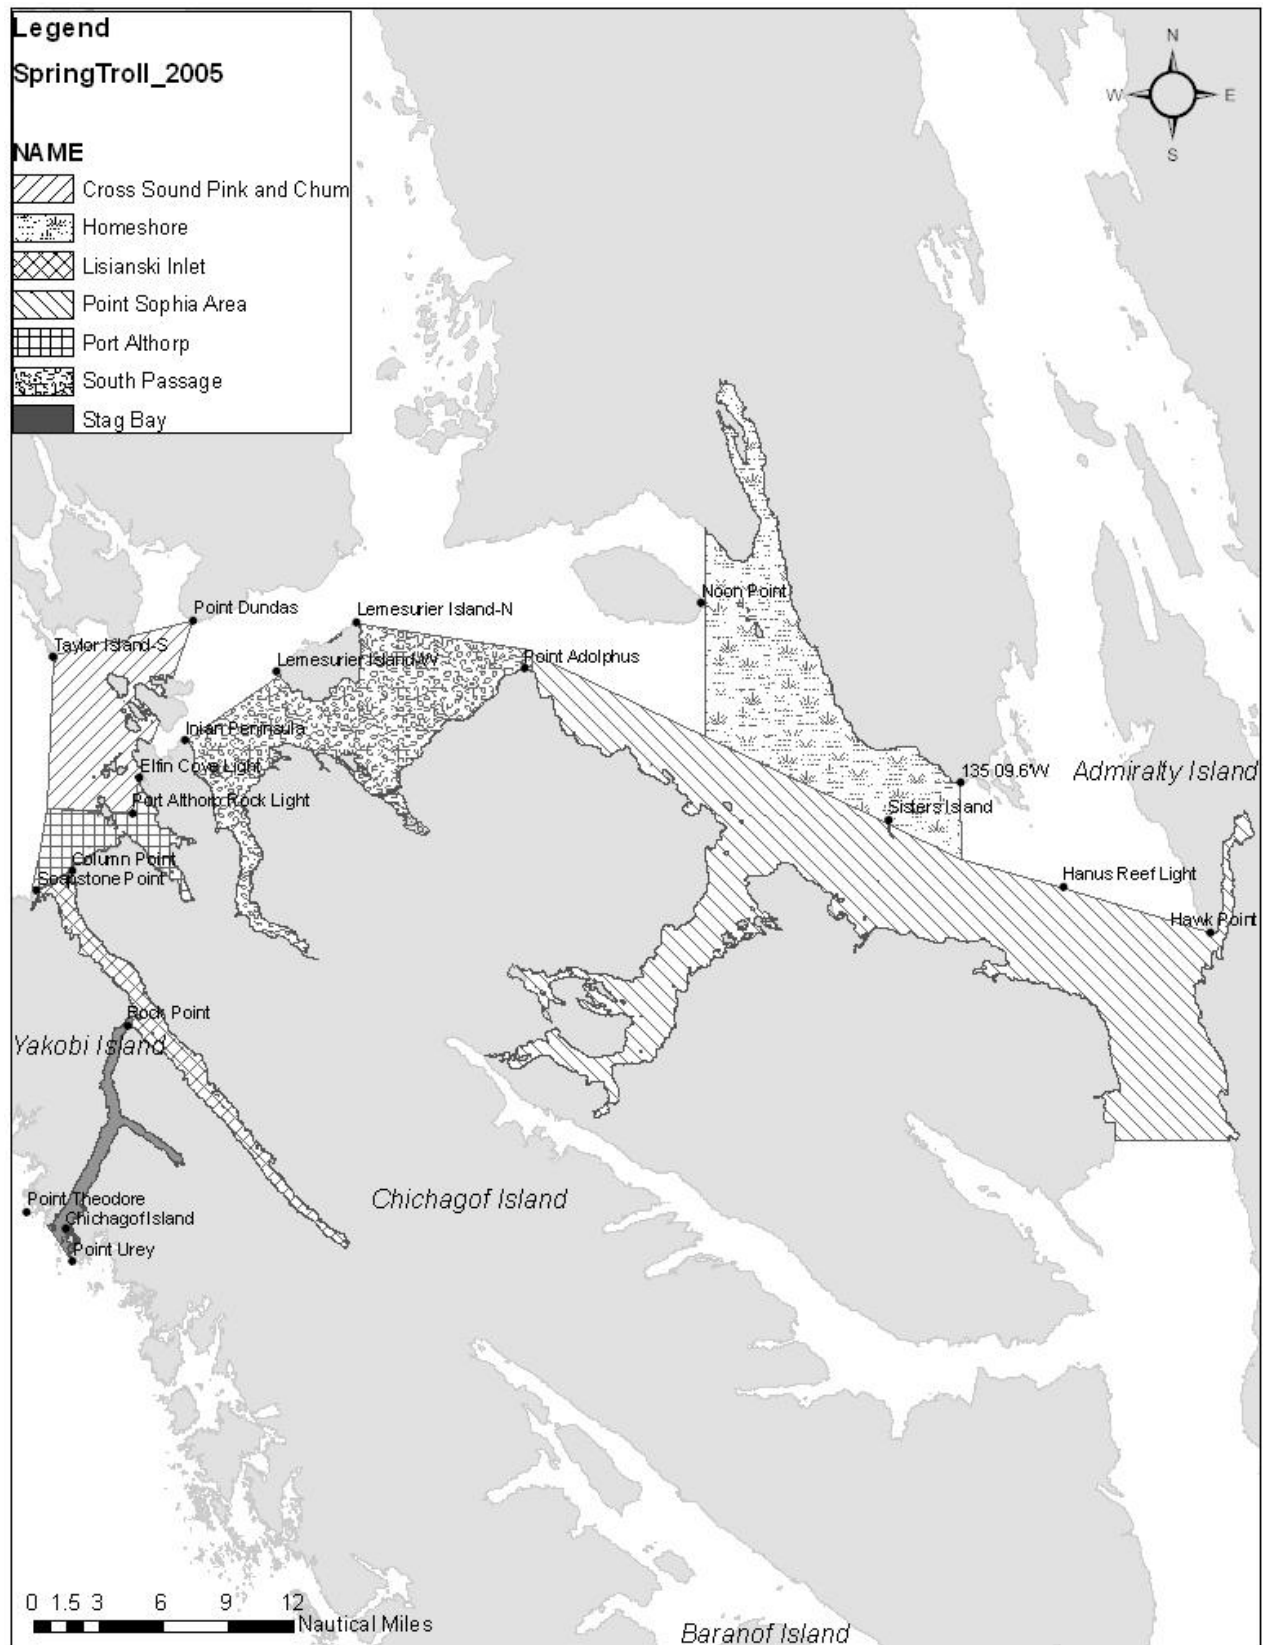 Legend
SpringTroll_2005
NAME
Cross Sound Pink and Chum
Homeshore
Lisianski Inlet
Point Sophia Area
Port Althorp
South Passage
Stag Bay
N
W E
S
Point Dundas
Lemesurier Island-N
Noon Point
Taylor Island-S
Lemesurier Island-W
Point Adolphus
Inian Peninsula
Elfin Cove Light
135 09.6'W
Admiralty Island
Port Althorp Rock Light
Sisters Island
Column Point
Soapstone Point
Hanus Reef Light
Hawk Point
Rock Point
Yakobi Island
Point Theodore
Chichagof Island
Chichagof Island
Point Urey
0 1.5 3 6 9 12
Nautical Miles
Baranof Island